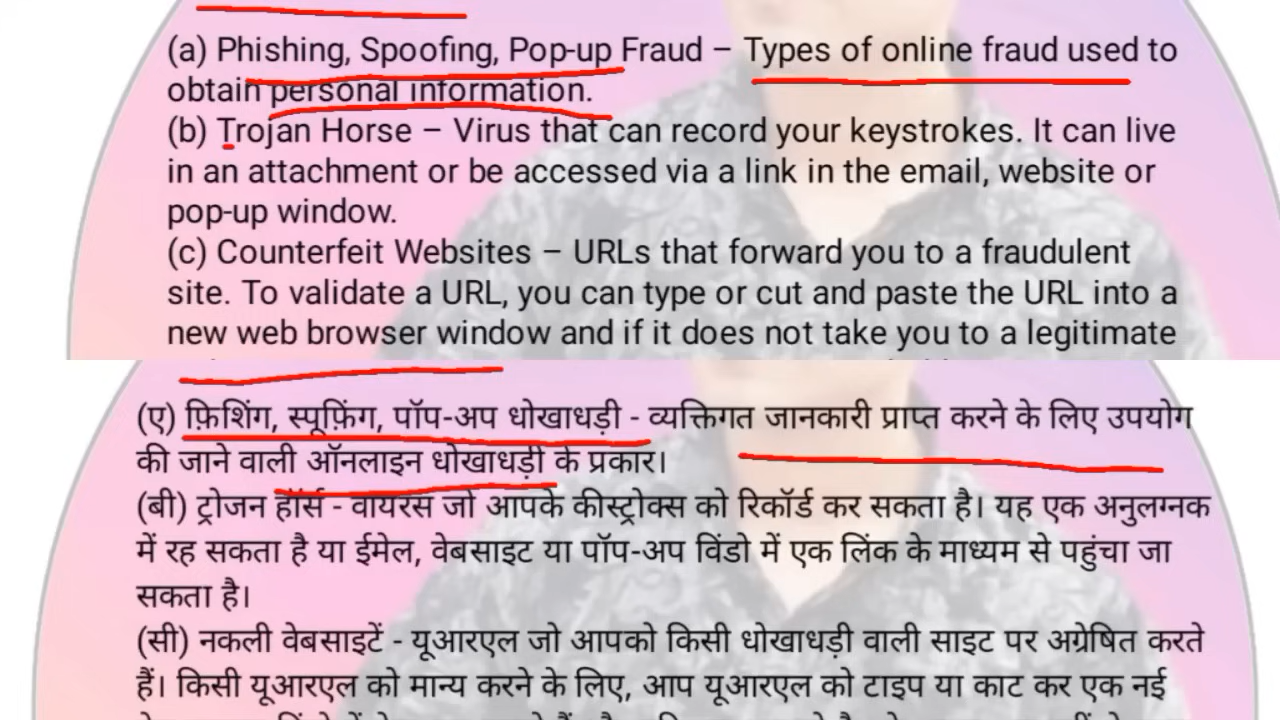 (a) Phishing, Spoofing, Pop-up Fraud – Types of online fraud used to
obtain personal information.
(b) Trojan Horse – Virus that can record your keystrokes. It can live
in an attachment or be accessed via a link in the email, website or
pop-up window.
(c) Counterfeit Websites – URLs that forward you to a fraudulent
site. To validate a URL, you can type or cut and paste the URL into a
new web browser window and if it does not take you to a legitimate
(ए) फ़िशिंग, स्पूफ़िंग, पॉप-अप धोखाधड़ी - व्यक्तिगत जानकारी प्राप्त करने के लिए उपयोग
की जाने वाली ऑनलाइन धोखाधड़ी के प्रकार।
(बी) ट्रोजन हॉर्स - वायरस जो आपके कीस्ट्रोक्स को रिकॉर्ड कर सकता है। यह एक अनुलग्नक
में रह सकता है या ईमेल, वेबसाइट या पॉप-अप विंडो में एक लिंक के माध्यम से पहुंचा जा
सकता है।
(सी) नकली वेबसाइटें - यूआरएल जो आपको किसी धोखाधड़ी वाली साइट पर अग्रेषित करते
हैं। किसी यूआरएल को मान्य करने के लिए, आप यूआरएल को टाइप या काट कर एक नई